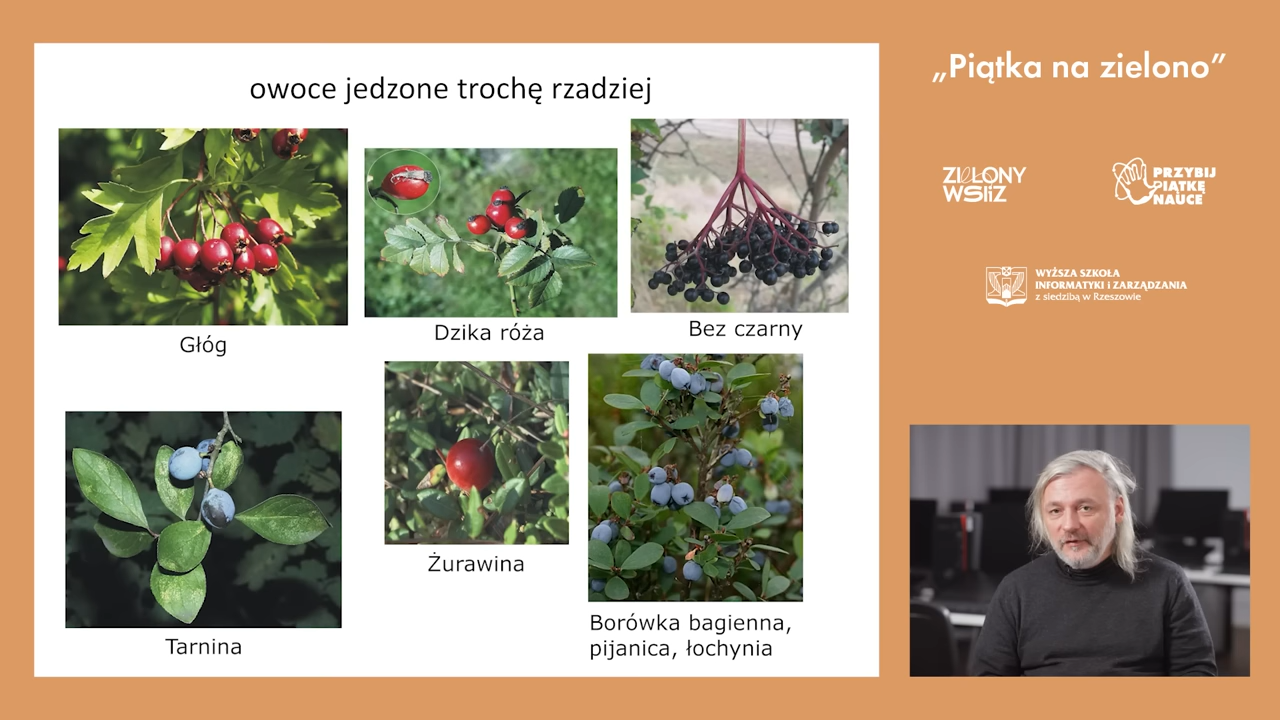 owoce jedzone trochę rzadziej
Głóg
Dzika róża
Bez czarny
Tarnina
Żurawina
Borówka bagienna,
pijanica, łochynia
„Piątka na zielono”
ZIELONY
WSIiZ
PRZYBIJ
PIĄTKĘ
NAUCE
WYŻSZA SZKOŁA
INFORMATYKI i ZARZĄDZANIA
z siedzibą w Rzeszowie